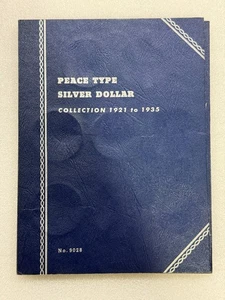 PEACE TYPE
SILVER DOLLAR
COLLECTION 1921 to 1935
No. 9028